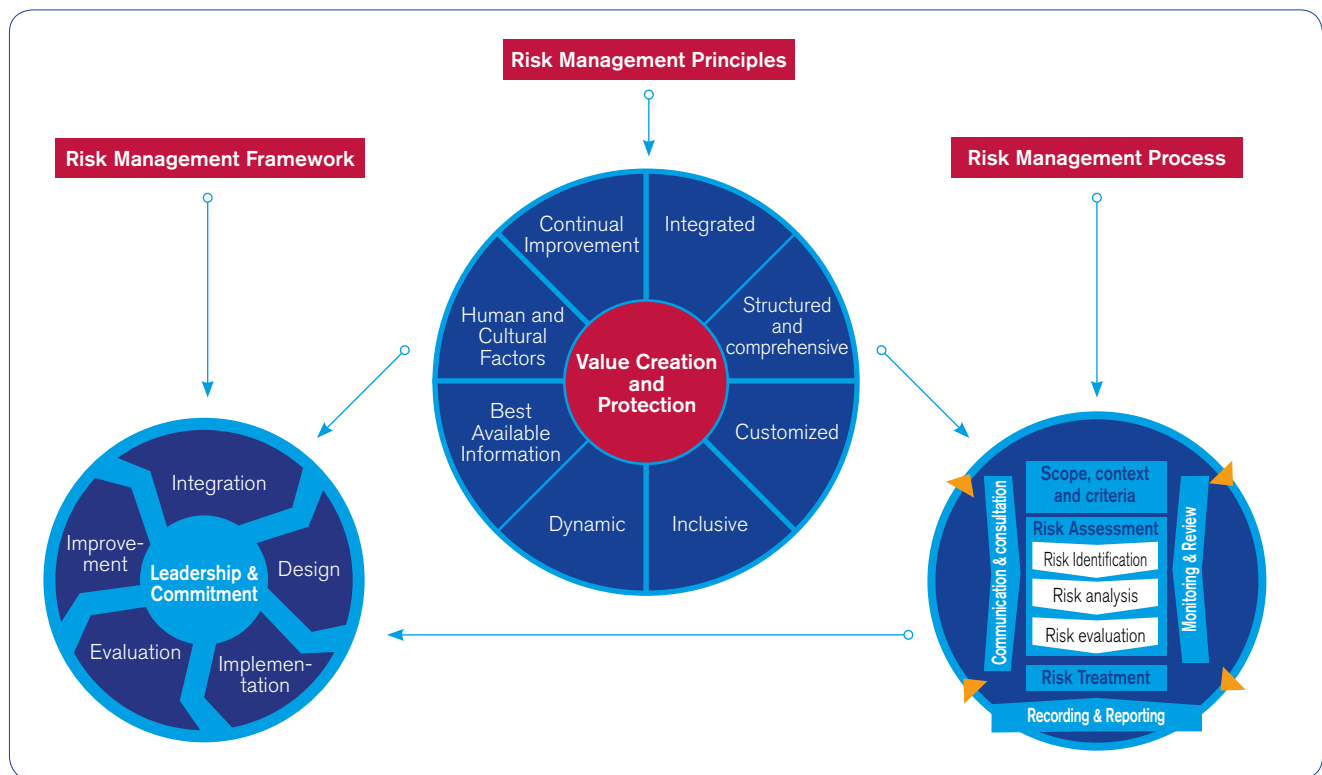 Risk Management Principles
Risk Management Framework
Risk Management Process
Continual
Improvement
Integrated
Human and
Cultural
Factors
Structured
and
comprehensive
Value Creation
and
Protection
Best
Available
Information
Customized
Dynamic
Inclusive
Integration
Improve-
ment
Design
Leadership &
Commitment
Evaluation
Implemen-
tation
Communication & consultation
Scope, context
and criteria
Risk Assessment
Risk Identification
Risk analysis
Risk evaluation
Risk Treatment
Monitoring & Review
Recording & Reporting